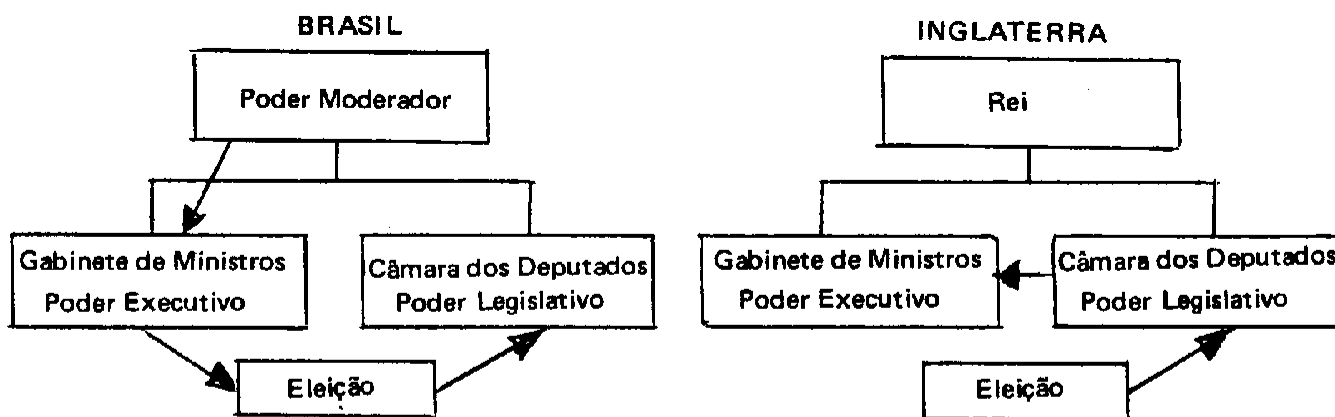 BRASIL
Poder Moderador
Gabinete de Ministros
Poder Executivo
Câmara dos Deputados
Poder Legislativo
Eleição
INGLATERRA
Rei
Gabinete de Ministros
Poder Executivo
Câmara dos Deputados
Poder Legislativo
Eleição